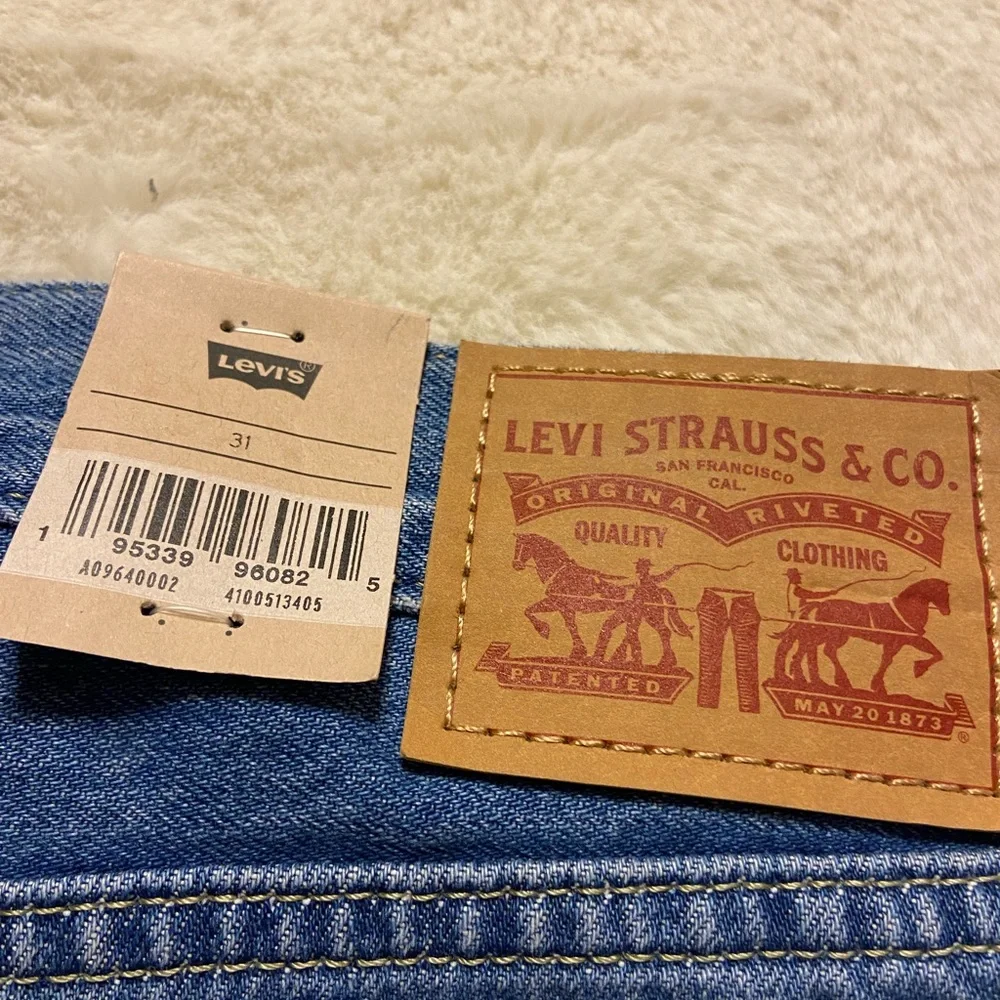 Levi's®
31
1 95339 96082 5
A09640002 4100513405
LEVI STRAUSS & CO.
SAN FRANCISCO
CAL.
ORIGINAL RIVETED
QUALITY CLOTHING
PATENTED MAY 20 1873
®